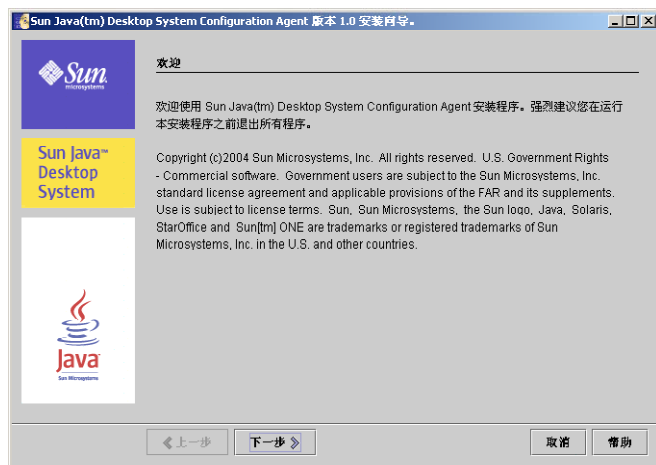 Sun Java(tm) Desktop System Configuration Agent 版本 1.0 安装向导。
Sun
microsystems
Sun Java™
Desktop
System
Java
Sun Microsystems
欢迎
欢迎使用 Sun Java(tm) Desktop System Configuration Agent 安装程序。强烈建议您在运行
本安装程序之前退出所有程序。
Copyright (c)2004 Sun Microsystems, Inc. All rights reserved. U.S. Government Rights
- Commercial software. Government users are subject to the Sun Microsystems, Inc.
standard license agreement and applicable provisions of the FAR and its supplements.
Use is subject to license terms. Sun, Sun Microsystems, the Sun logo, Java, Solaris,
StarOffice and Sun[tm] ONE are trademarks or registered trademarks of Sun
Microsystems, Inc. in the U.S. and other countries.
上一步
下一步
取消
帮助